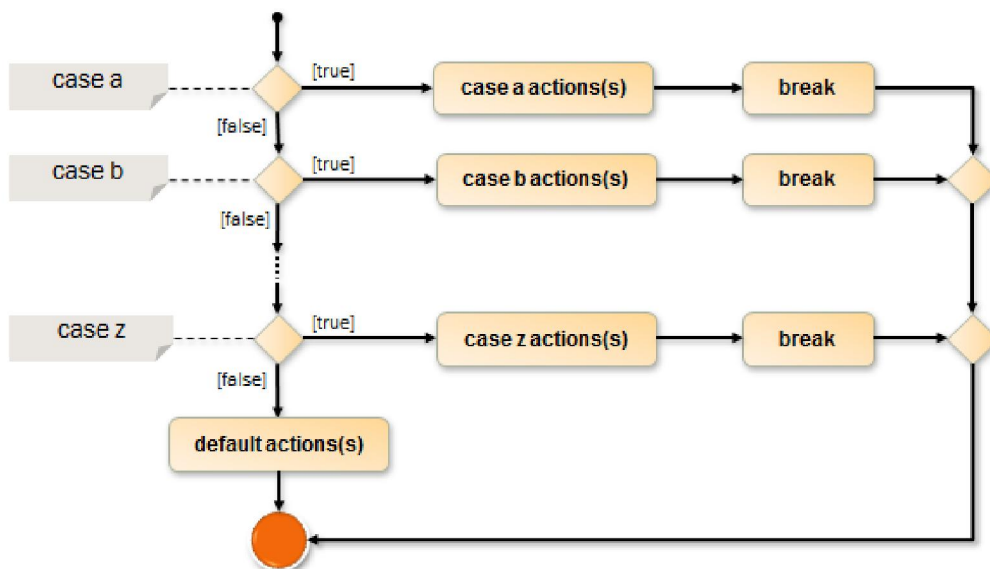 case a
[true]
case a actions(s)
break
[false]
case b
[true]
case b actions(s)
break
[false]
case z
[true]
case z actions(s)
break
[false]
default actions(s)